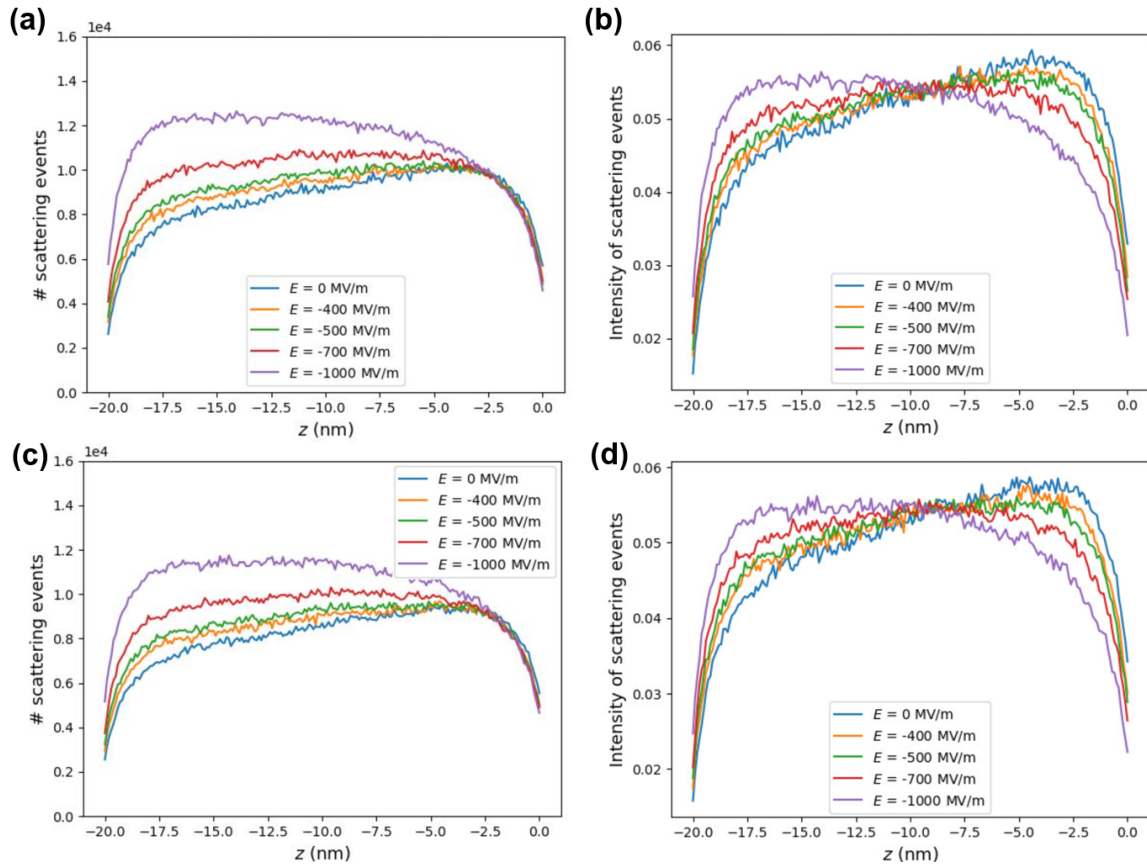 (a)
1e4
1.6
1.4
1.2
1.0
0.8
0.6
0.4
0.2
0.0
# scattering events
E = 0 MV/m
E = -400 MV/m
E = -500 MV/m
E = -700 MV/m
E = -1000 MV/m
−20.0 −17.5 −15.0 −12.5 −10.0 −7.5 −5.0 −2.5 0.0
z (nm)
(b)
0.06
0.05
0.04
0.03
0.02
Intensity of scattering events
E = 0 MV/m
E = -400 MV/m
E = -500 MV/m
E = -700 MV/m
E = -1000 MV/m
−20.0 −17.5 −15.0 −12.5 −10.0 −7.5 −5.0 −2.5 0.0
z (nm)
(c)
1e4
1.6
1.4
1.2
1.0
0.8
0.6
0.4
0.2
0.0
# scattering events
E = 0 MV/m
E = -400 MV/m
E = -500 MV/m
E = -700 MV/m
E = -1000 MV/m
−20.0 −17.5 −15.0 −12.5 −10.0 −7.5 −5.0 −2.5 0.0
z (nm)
(d)
0.06
0.05
0.04
0.03
0.02
Intensity of scattering events
E = 0 MV/m
E = -400 MV/m
E = -500 MV/m
E = -700 MV/m
E = -1000 MV/m
−20.0 −17.5 −15.0 −12.5 −10.0 −7.5 −5.0 −2.5 0.0
z (nm)